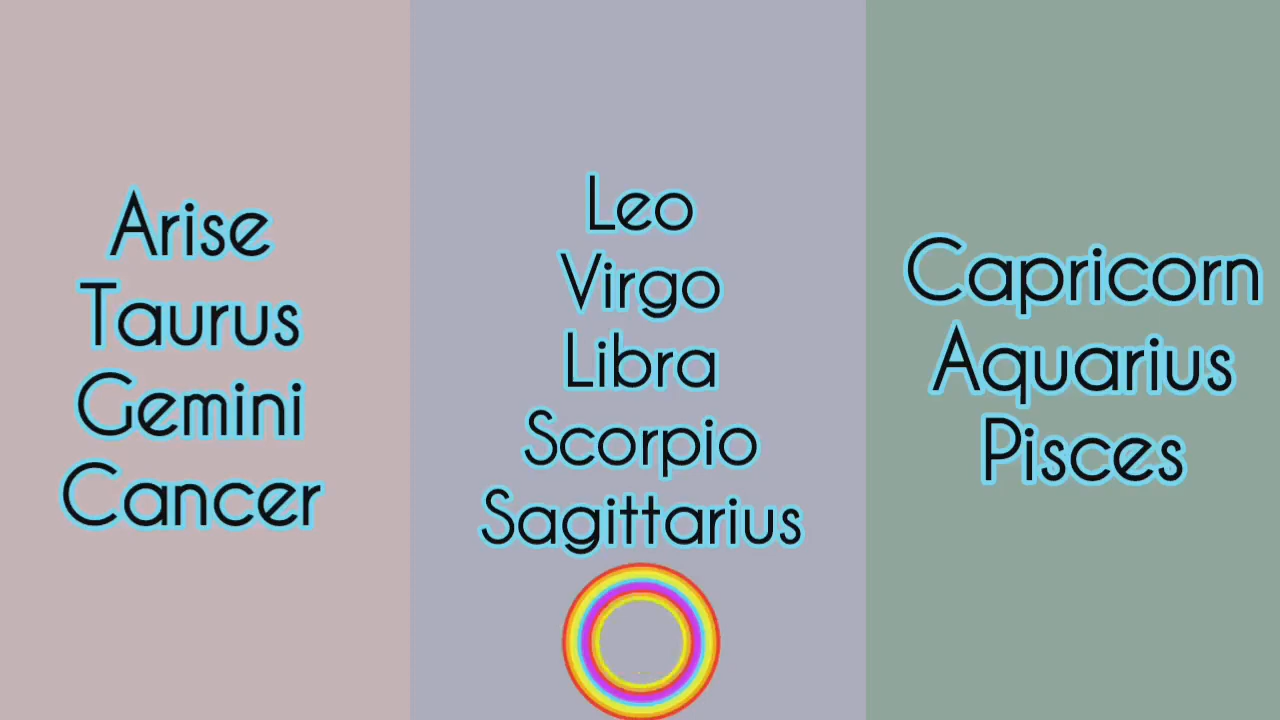 Arise
Taurus
Gemini
Cancer
Leo
Virgo
Libra
Scorpio
Sagittarius
Capricorn
Aquarius
Pisces